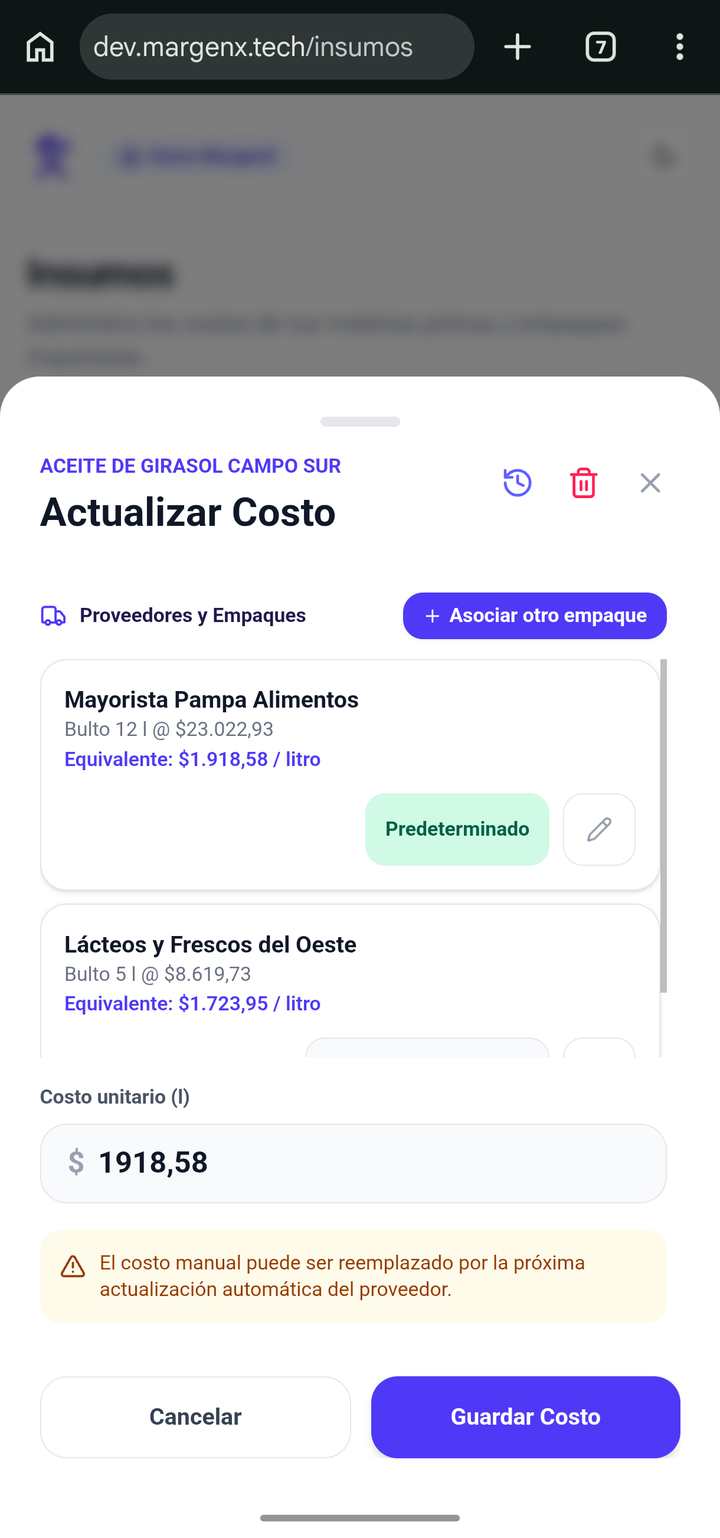 dev.margenx.tech/insumos
7
Insumos
ACEITE DE GIRASOL CAMPO SUR
Actualizar Costo
Proveedores y Empaques
+ Asociar otro empaque
Mayorista Pampa Alimentos
Bulto 12 l @ $23.022,93
Equivalente: $1.918,58 / litro
Predeterminado
Lácteos y Frescos del Oeste
Bulto 5 l @ $8.619,73
Equivalente: $1.723,95 / litro
Costo unitario (l)
$ 1918,58
El costo manual puede ser reemplazado por la próxima
actualización automática del proveedor.
Cancelar
Guardar Costo